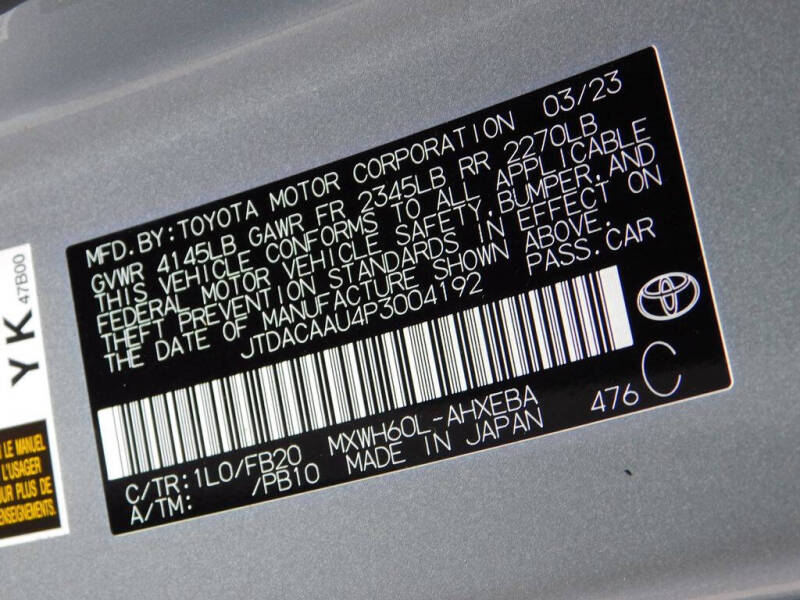 MFD.BY:TOYOTA MOTOR CORPORATION 03/23
GVWR 4145LB GAWR FR 2345LB RR 2270LB
THIS VEHICLE CONFORMS TO ALL APPLICABLE
FEDERAL MOTOR VEHICLE SAFETY,BUMPER,AND
THEFT PREVENTION STANDARDS IN EFFECT ON
THE DATE OF MANUFACTURE SHOWN ABOVE.
JTDACAAU4P3004192 PASS.CAR
C/TR:1L0/FB20 MXWH60L-AHXEBA 476 C
A/TM: /PB10 MADE IN JAPAN
YK 47B00
LE MANUEL
L'USAGER
UR PLUS DE
ENSEIGNEMENTS.